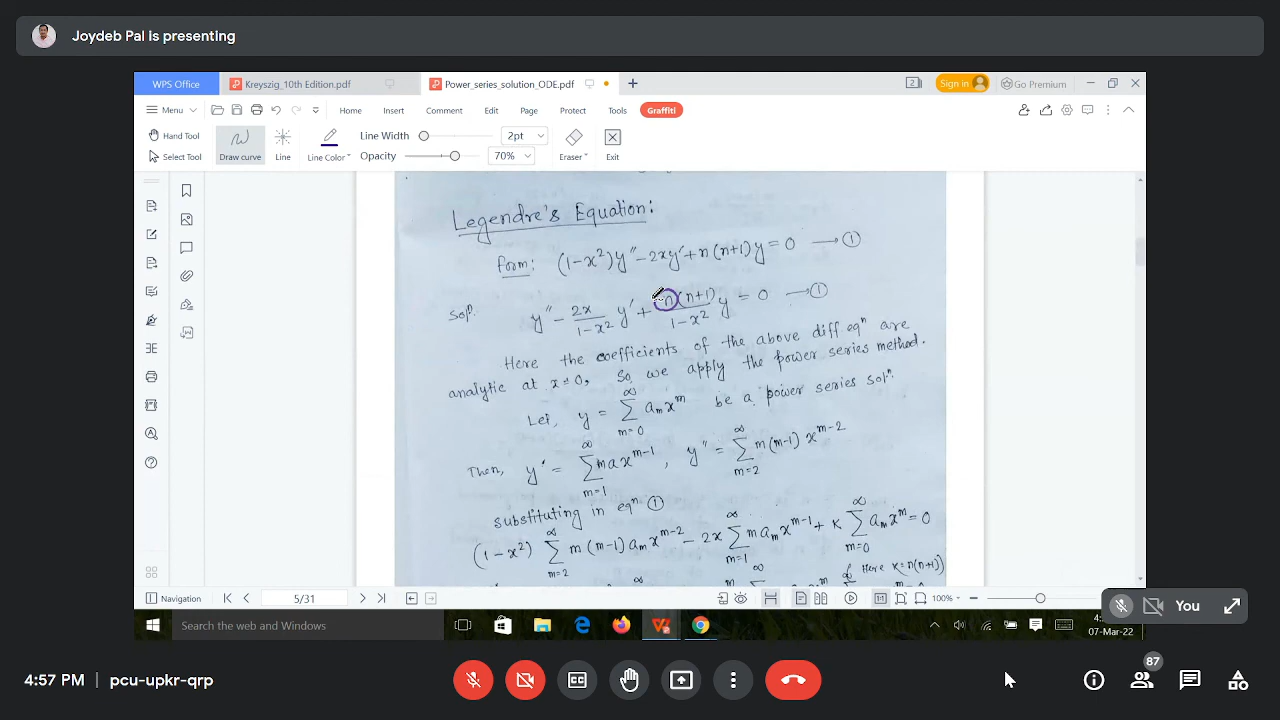 Joydeb Pal is presenting
WPS Office
Kreyszig_10th Edition.pdf
Power_series_solution_ODE.pdf
Sign in
Go Premium
Menu
Home
Insert
Comment
Edit
Page
Protect
Tools
Graffiti
Hand Tool
Select Tool
Draw curve
Line
Line Color
Line Width
2pt
Opacity
70%
Eraser
Exit
Legendre's Equation:
form: (1-x²)y″ - 2xy′ + n(n+1)y = 0 → ①
Solⁿ. y″ - 2x/(1-x²) y′ + n(n+1)/(1-x²) y = 0 → ①
Here the coefficients of the above diff.eqⁿ are
analytic at x=0, So we apply the power series method.
Let, y = ∑_{m=0}^∞ a_m x^m be a power series solⁿ.
Then, y′ = ∑_{m=1}^∞ m a x^{m-1}, y″ = ∑_{m=2}^∞ m(m-1) x^{m-2}
substituting in eqⁿ ①
(1-x²) ∑_{m=2}^∞ m(m-1) a_m x^{m-2} - 2x ∑_{m=1}^∞ m a_m x^{m-1} + K ∑_{m=0}^∞ a_m x^m = 0
{Here K=n(n+1)}
Navigation
5/31
100%
Search the web and Windows
07-Mar-22
You
4:57 PM | pcu-upkr-qrp
87